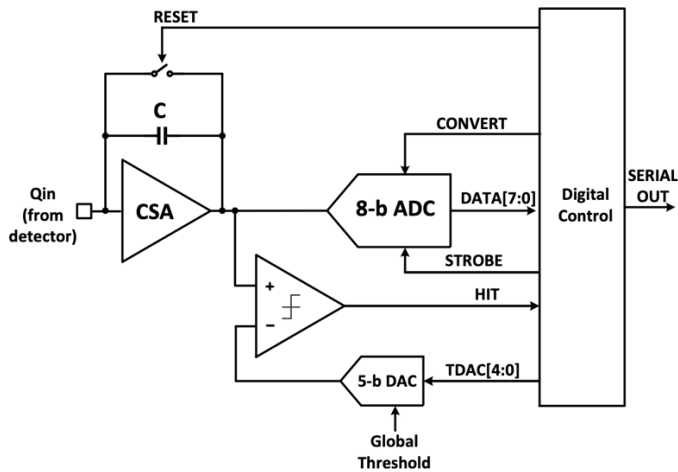 RESET
C
CONVERT
Qin
(from
detector)
CSA
8-b ADC
DATA[7:0]
Digital
Control
SERIAL
OUT
STROBE
+
HIT
−
5-b DAC
TDAC[4:0]
Global
Threshold